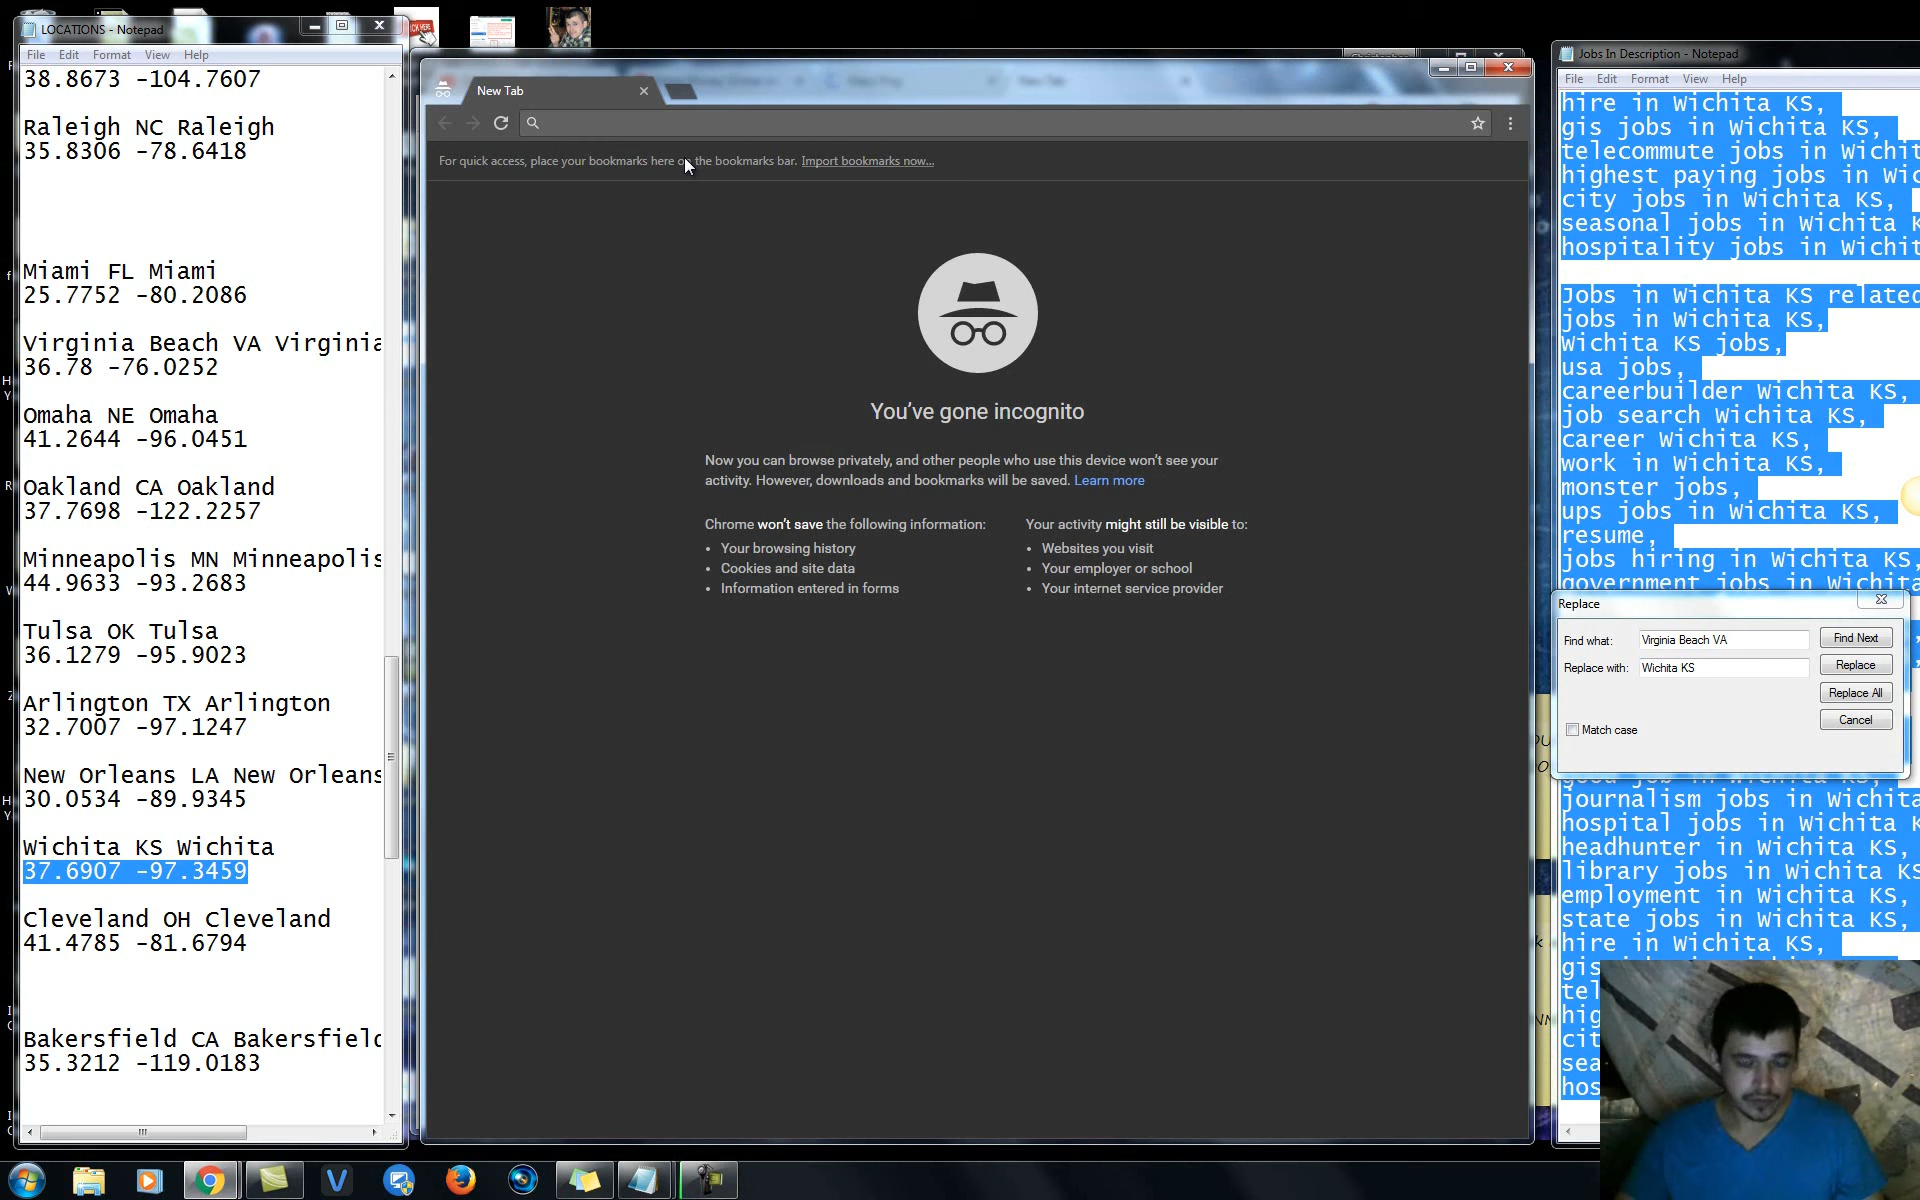 LOCATIONS - Notepad
File Edit Format View Help
38.8673 -104.7607
Raleigh NC Raleigh
35.8306 -78.6418
Miami FL Miami
25.7752 -80.2086
Virginia Beach VA Virginia
36.78 -76.0252
Omaha NE Omaha
41.2644 -96.0451
Oakland CA Oakland
37.7698 -122.2257
Minneapolis MN Minneapolis
44.9633 -93.2683
Tulsa OK Tulsa
36.1279 -95.9023
Arlington TX Arlington
32.7007 -97.1247
New Orleans LA New Orleans
30.0534 -89.9345
Wichita KS Wichita
37.6907 -97.3459
Cleveland OH Cleveland
41.4785 -81.6794
Bakersfield CA Bakersfield
35.3212 -119.0183
New Tab
For quick access, place your bookmarks here on the bookmarks bar. Import bookmarks now...
You've gone incognito
Now you can browse privately, and other people who use this device won't see your
activity. However, downloads and bookmarks will be saved. Learn more
Chrome won't save the following information:
Your browsing history
Cookies and site data
Information entered in forms
Your activity might still be visible to:
Websites you visit
Your employer or school
Your internet service provider
Jobs In Description - Notepad
File Edit Format View Help
hire in Wichita KS,
gis jobs in Wichita KS,
telecommute jobs in Wichit
highest paying jobs in Wic
city jobs in Wichita KS,
seasonal jobs in Wichita K
hospitality jobs in Wichit
Jobs in Wichita KS related
jobs in Wichita KS,
Wichita KS jobs,
usa jobs,
careerbuilder Wichita KS,
job search Wichita KS,
career Wichita KS,
work in Wichita KS,
monster jobs,
ups jobs in Wichita KS,
resume,
jobs hiring in Wichita KS,
government jobs in Wichita
Replace
Find what: Virginia Beach VA Find Next
Replace with: Wichita KS Replace
Replace All
Cancel
Match case
good job in Wichita KS,
journalism jobs in Wichita
hospital jobs in Wichita K
headhunter in Wichita KS,
library jobs in Wichita KS
employment in Wichita KS,
state jobs in Wichita KS,
hire in Wichita KS,
gis
tel
hig
cit
sea
hos